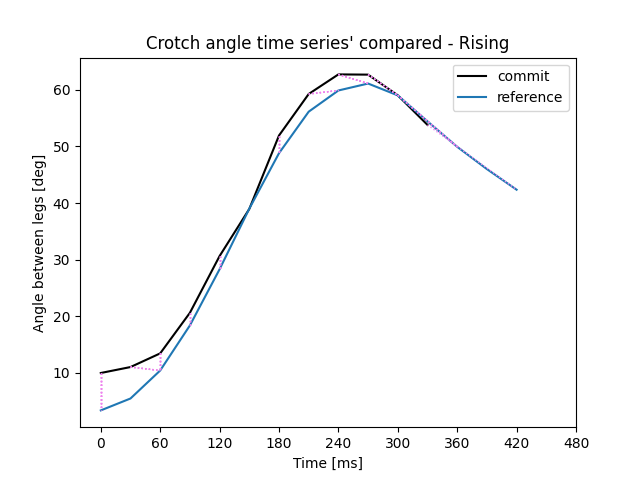 Crotch angle time series' compared - Rising
commit
reference
Angle between legs [deg]
60
50
40
30
20
10
0 60 120 180 240 300 360 420 480
Time [ms]